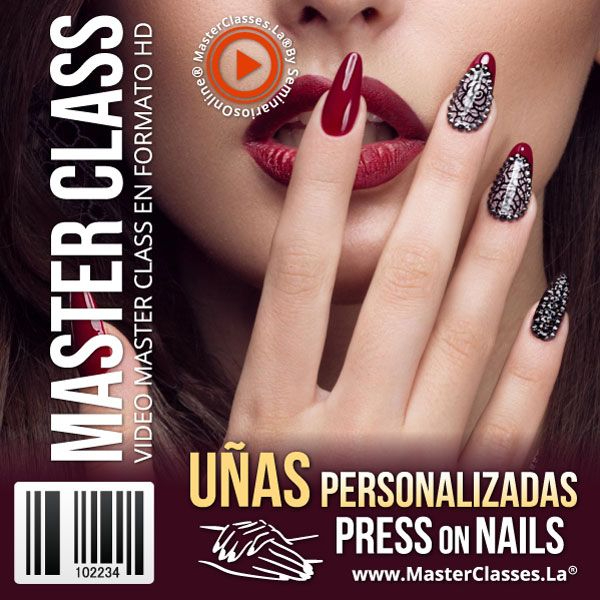 MASTER CLASS
VIDEO MASTER CLASS EN FORMATO HD
MasterClasses.La® By SeminariosOnline®
UÑAS PERSONALIZADAS
PRESS ON NAILS
www.MasterClasses.La®
102234